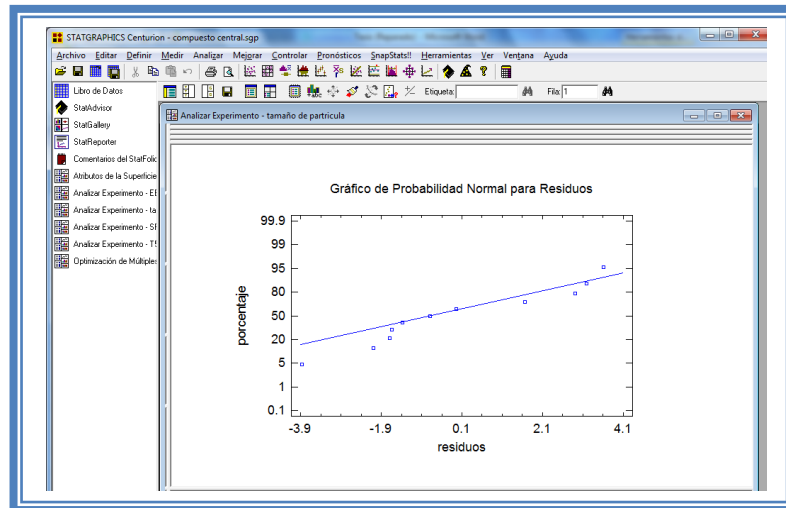 STATGRAPHICS Centurion - compuesto central.sgp
Archivo Editar Definir Medir Analizar Mejorar Controlar Pronósticos SnapStats!! Herramientas Ver Ventana Ayuda
Etiqueta: Fila: 1
Libro de Datos
StatAdvisor
StatGallery
StatReporter
Comentarios del StatFolio
Atributos de la Superficie
Analizar Experimento - EE
Analizar Experimento - ta
Analizar Experimento - SF
Analizar Experimento - T5
Optimización de Múltiples
Analizar Experimento - tamaño de partricula
Gráfico de Probabilidad Normal para Residuos
porcentaje
99.9
99
95
80
50
20
5
1
0.1
-3.9 -1.9 0.1 2.1 4.1
residuos